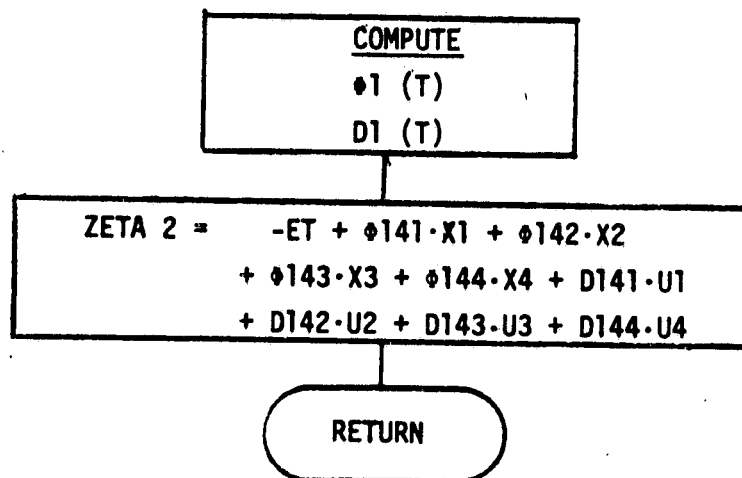 COMPUTE
Φ1 (T)
D1 (T)
ZETA 2 = -ET + Φ141·X1 + Φ142·X2
+ Φ143·X3 + Φ144·X4 + D141·U1
+ D142·U2 + D143·U3 + D144·U4
RETURN